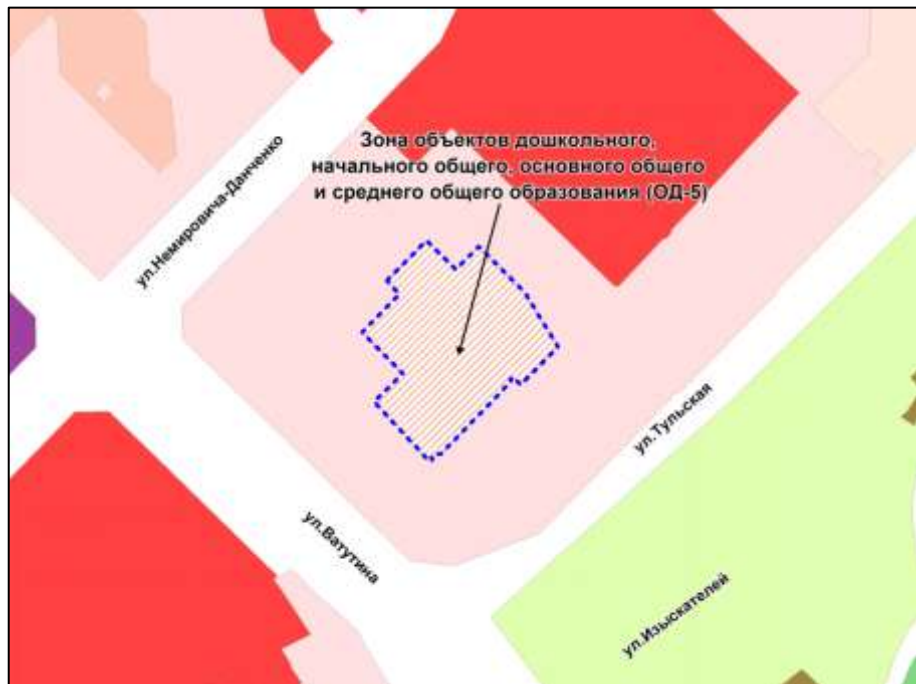 Зона объектов дошкольного,
начального общего, основного общего
и среднего общего образования (ОД-5)
ул.Немировича-Данченко
ул.Тульская
ул.Ватутина
ул.Изыскателей